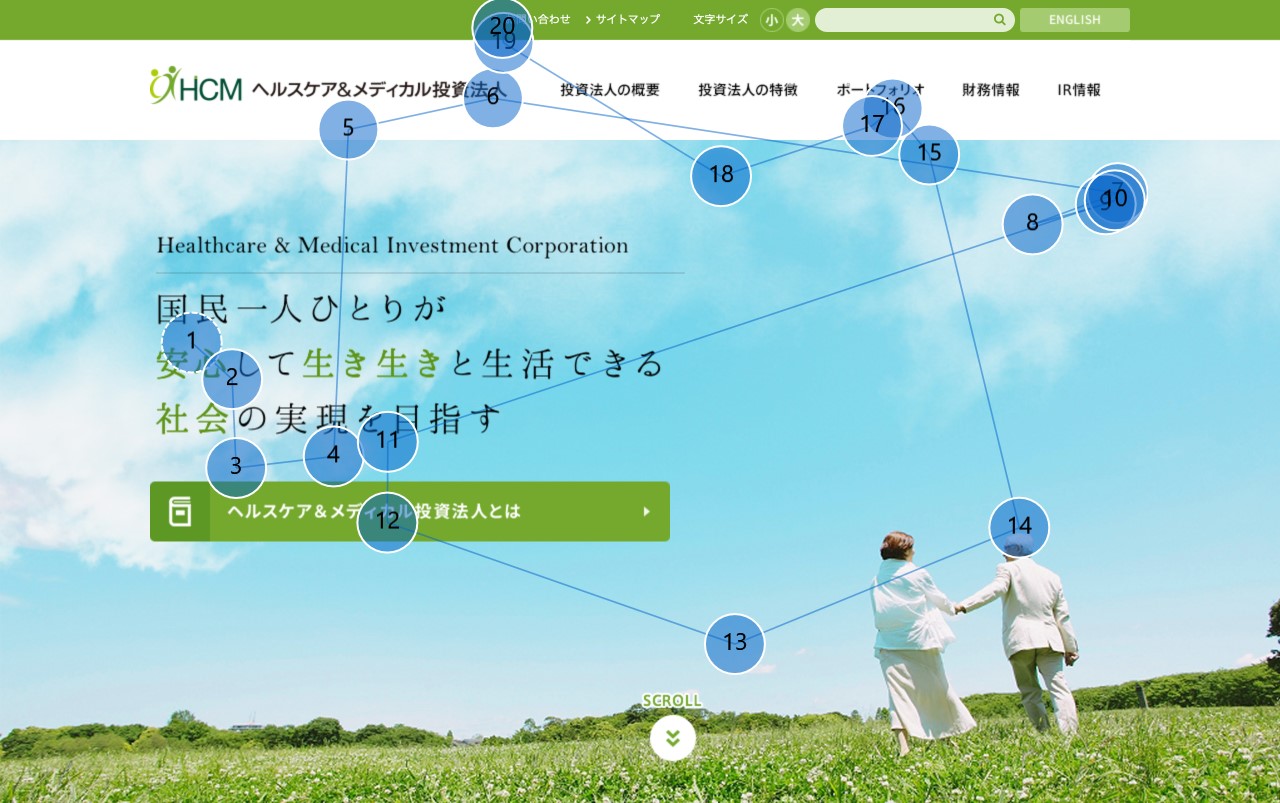 い合わせ
サイトマップ
文字サイズ
小
大
ENGLISH
HCM
ヘルスケア&メディカル投資法人
投資法人の概要
投資法人の特徴
ポートフォリオ
財務情報
IR情報
Healthcare & Medical Investment Corporation
国民一人ひとりが
安心して生き生きと生活できる
社会の実現を目指す
ヘルスケア&メディカル投資法人とは
SCROLL
1
2
3
4
5
6
7
8
9
10
11
12
13
14
15
16
17
18
19
20